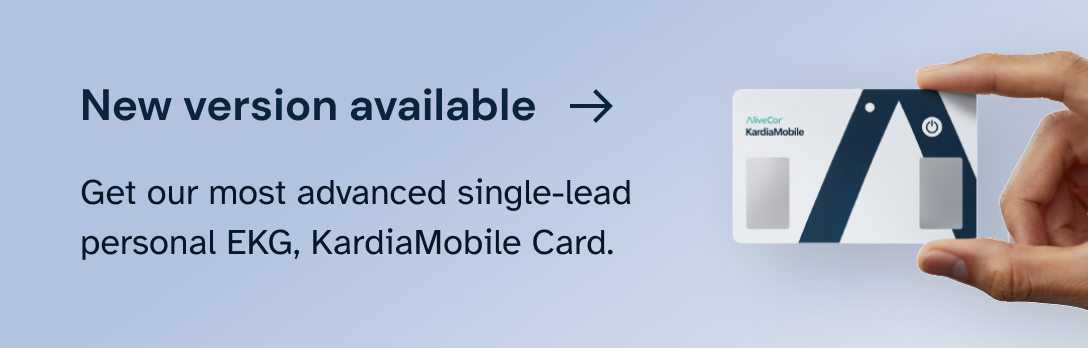 New version available →
Get our most advanced single-lead
personal EKG, KardiaMobile Card.
AliveCor
KardiaMobile